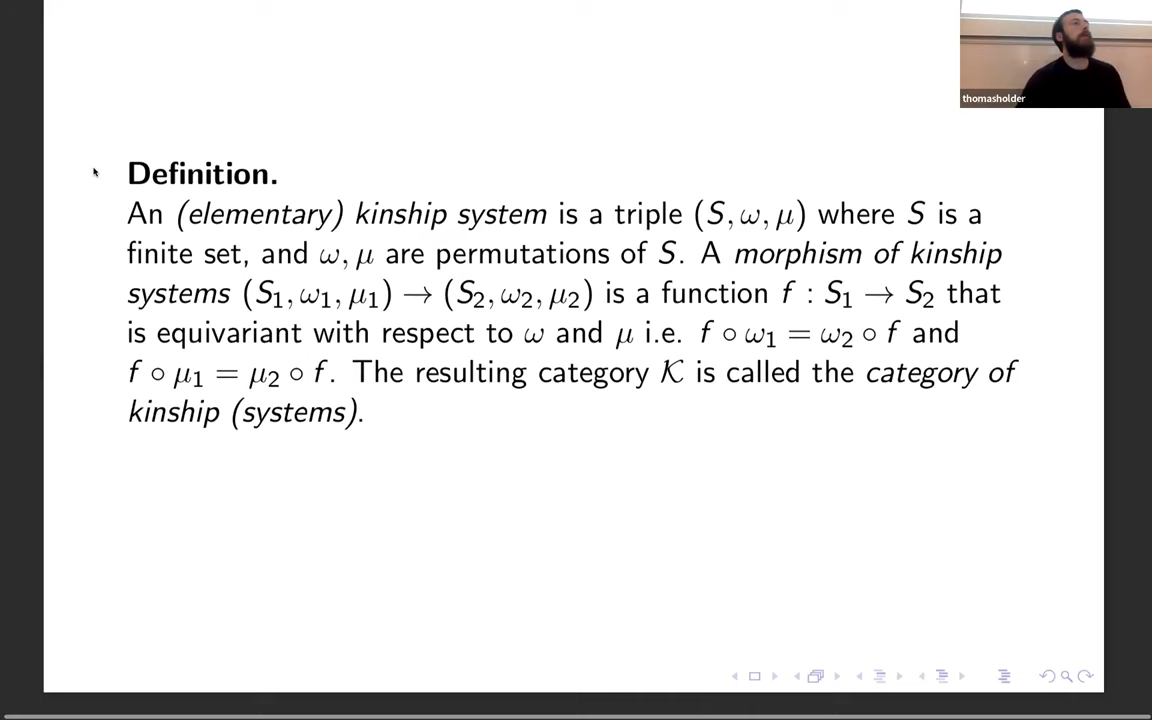 thomasholder
Definition.
An (elementary) kinship system is a triple (S, ω, μ) where S is a
finite set, and ω, μ are permutations of S. A morphism of kinship
systems (S₁, ω₁, μ₁) → (S₂, ω₂, μ₂) is a function f : S₁ → S₂ that
is equivariant with respect to ω and μ i.e. f ∘ ω₁ = ω₂ ∘ f and
f ∘ μ₁ = μ₂ ∘ f. The resulting category 𝒦 is called the category of
kinship (systems).